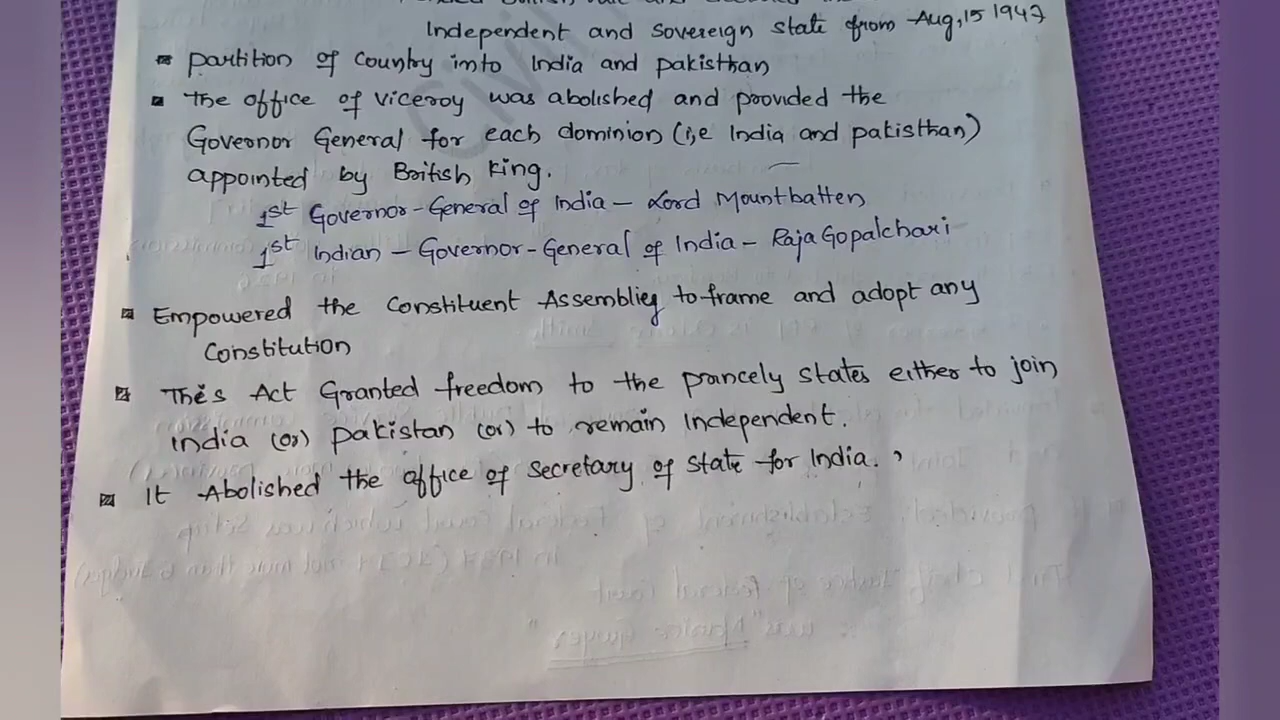 Independent and sovereign state from Aug, 15 1947
partition of country into India and pakisthan
The office of viceroy was abolished and provided the
Governor General for each dominion (i,e India and pakisthan)
appointed by British King.
1st Governor-General of India - Lord Mountbatten
1st Indian - Governor-General of India - Raja Gopalchari
Empowered the Constituent Assemblies to frame and adopt any
Constitution
This Act Granted freedom to the prancely states either to join
India (or) pakistan (or) to remain Independent.
It Abolished the office of secretary of state for India.